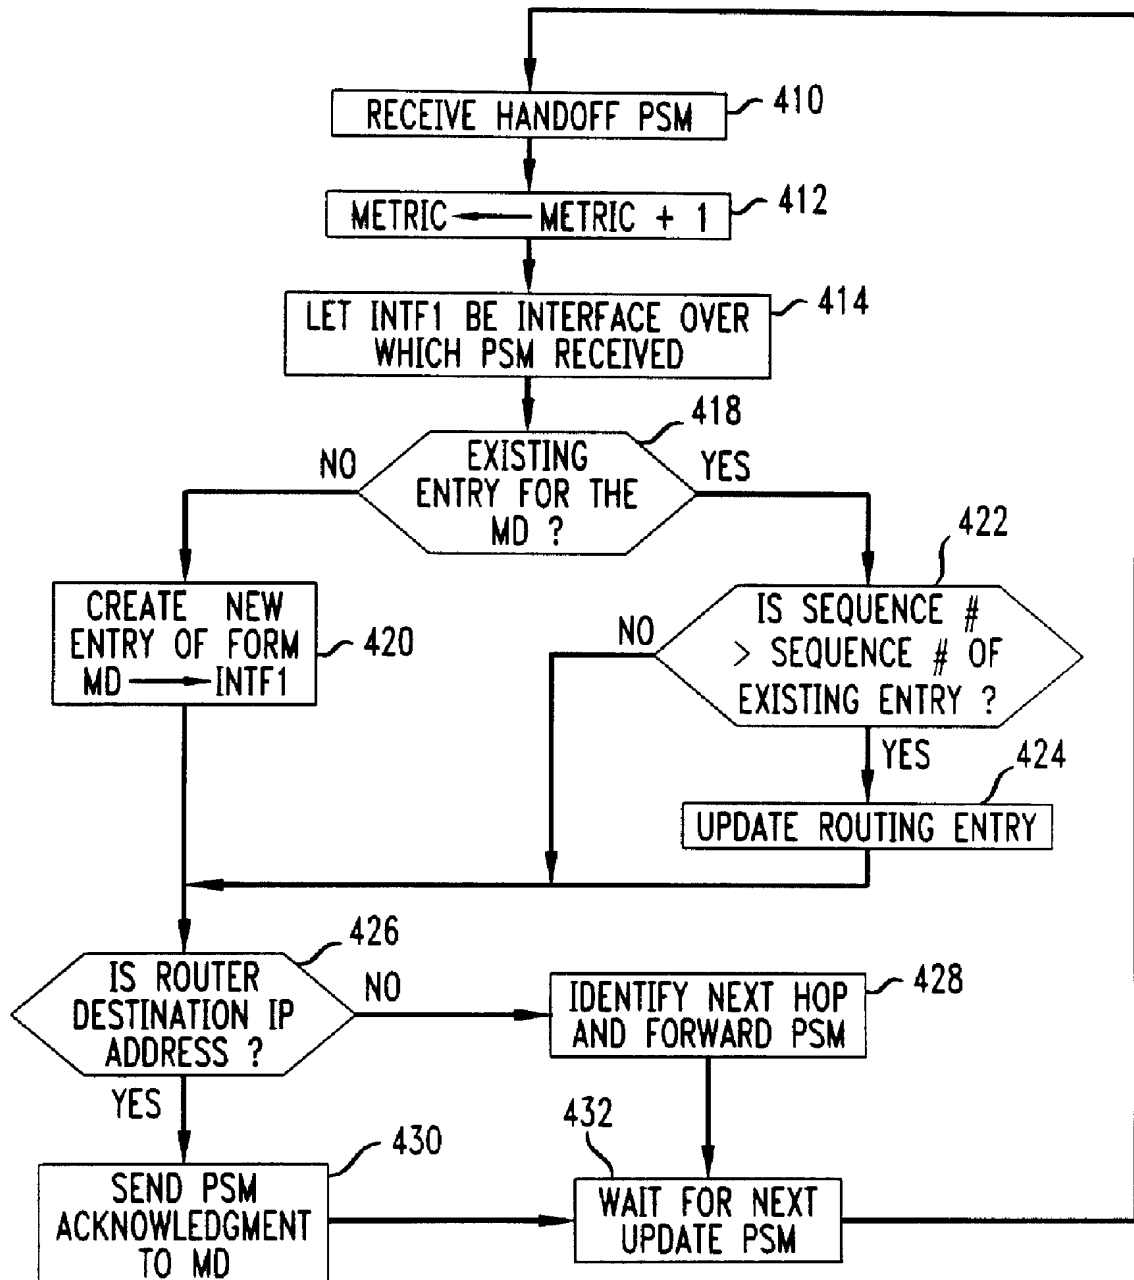 RECEIVE HANDOFF PSM
410
METRIC ← METRIC + 1
412
LET INTF1 BE INTERFACE OVER
WHICH PSM RECEIVED
414
418
EXISTING
ENTRY FOR THE
MD ?
NO
YES
CREATE NEW
ENTRY OF FORM
MD → INTF1
420
422
IS SEQUENCE #
> SEQUENCE # OF
EXISTING ENTRY ?
NO
YES
424
UPDATE ROUTING ENTRY
426
IS ROUTER
DESTINATION IP
ADDRESS ?
NO
YES
IDENTIFY NEXT HOP
AND FORWARD PSM
428
430
SEND PSM
ACKNOWLEDGMENT
TO MD
432
WAIT FOR NEXT
UPDATE PSM